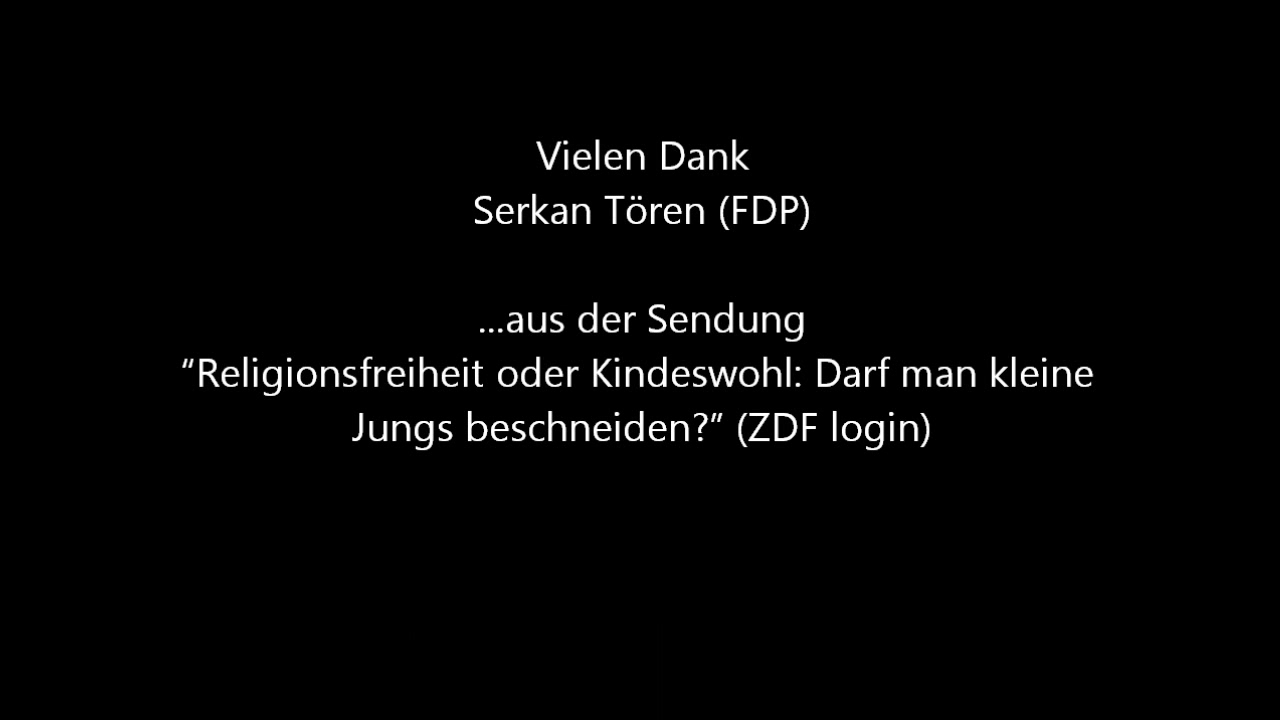 Vielen Dank
Serkan Tören (FDP)
...aus der Sendung
“Religionsfreiheit oder Kindeswohl: Darf man kleine
Jungs beschneiden?” (ZDF login)